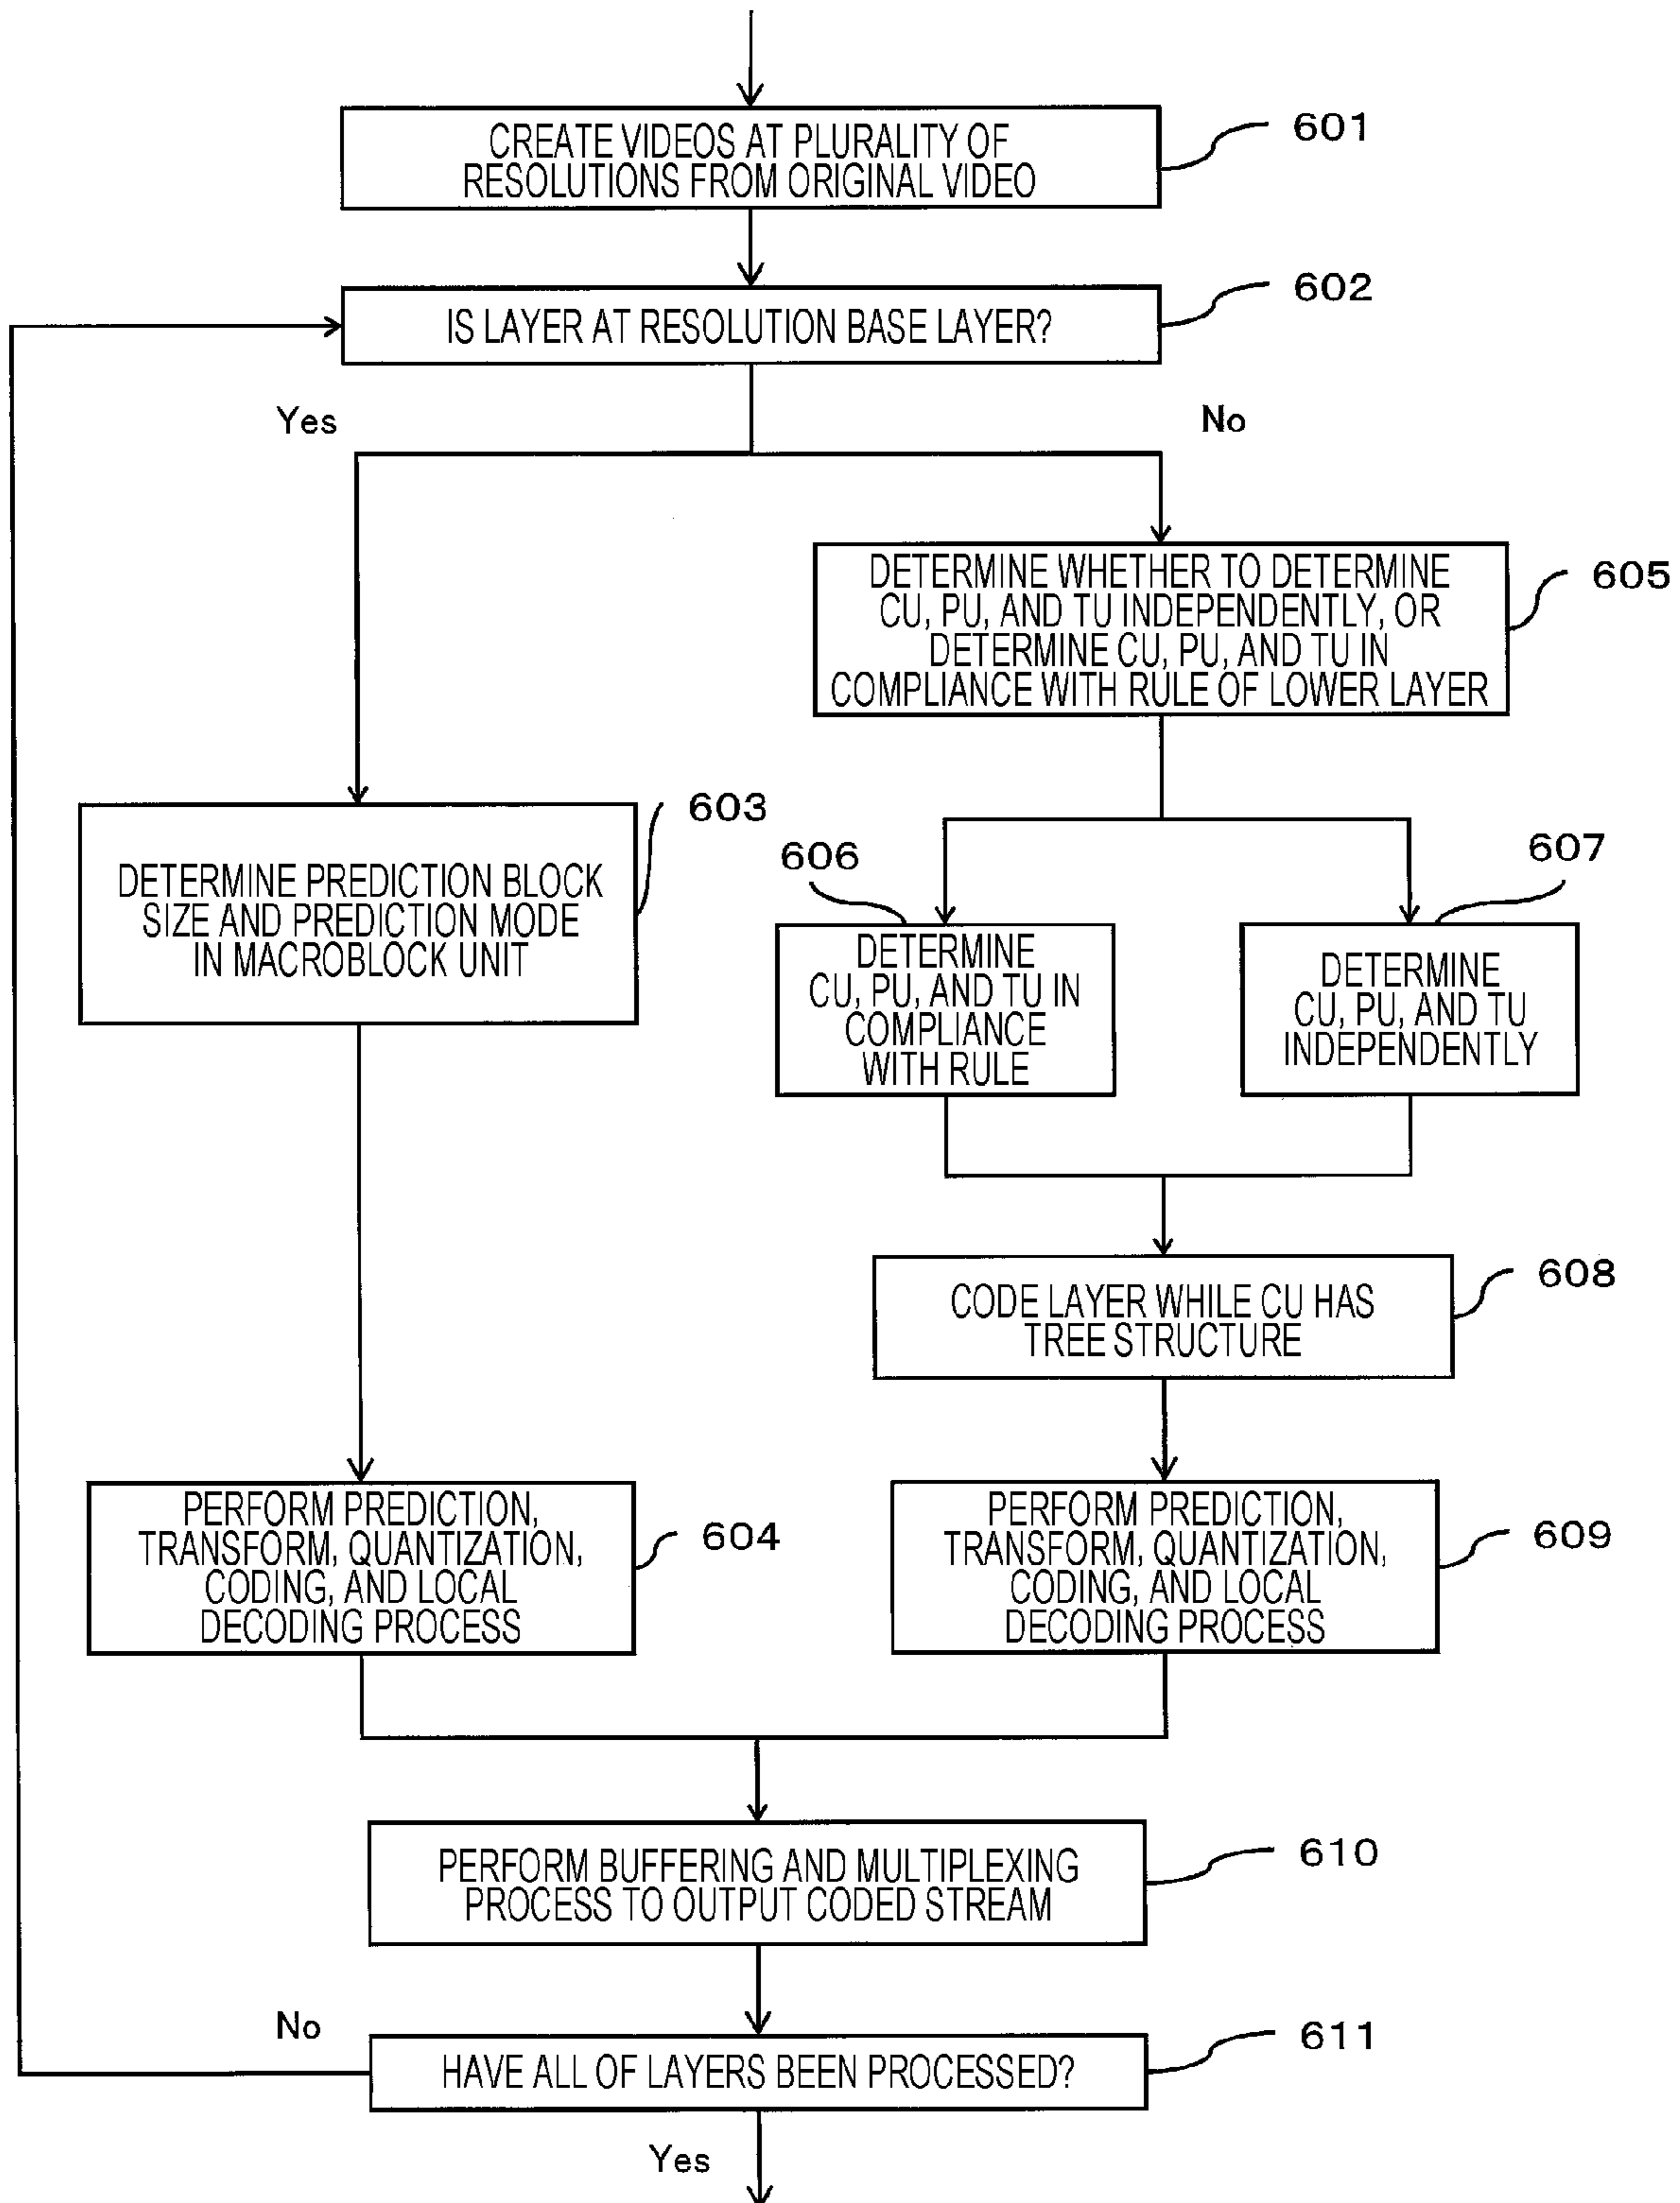 CREATE VIDEOS AT PLURALITY OF
RESOLUTIONS FROM ORIGINAL VIDEO
601
IS LAYER AT RESOLUTION BASE LAYER?
602
Yes
No
DETERMINE WHETHER TO DETERMINE
CU, PU, AND TU INDEPENDENTLY, OR
DETERMINE CU, PU, AND TU IN
COMPLIANCE WITH RULE OF LOWER LAYER
605
603
DETERMINE PREDICTION BLOCK
SIZE AND PREDICTION MODE
IN MACROBLOCK UNIT
606
DETERMINE
CU, PU, AND TU IN
COMPLIANCE
WITH RULE
607
DETERMINE
CU, PU, AND TU
INDEPENDENTLY
CODE LAYER WHILE CU HAS
TREE STRUCTURE
608
PERFORM PREDICTION,
TRANSFORM, QUANTIZATION,
CODING, AND LOCAL
DECODING PROCESS
604
PERFORM PREDICTION,
TRANSFORM, QUANTIZATION,
CODING, AND LOCAL
DECODING PROCESS
609
PERFORM BUFFERING AND MULTIPLEXING
PROCESS TO OUTPUT CODED STREAM
610
No
HAVE ALL OF LAYERS BEEN PROCESSED?
611
Yes